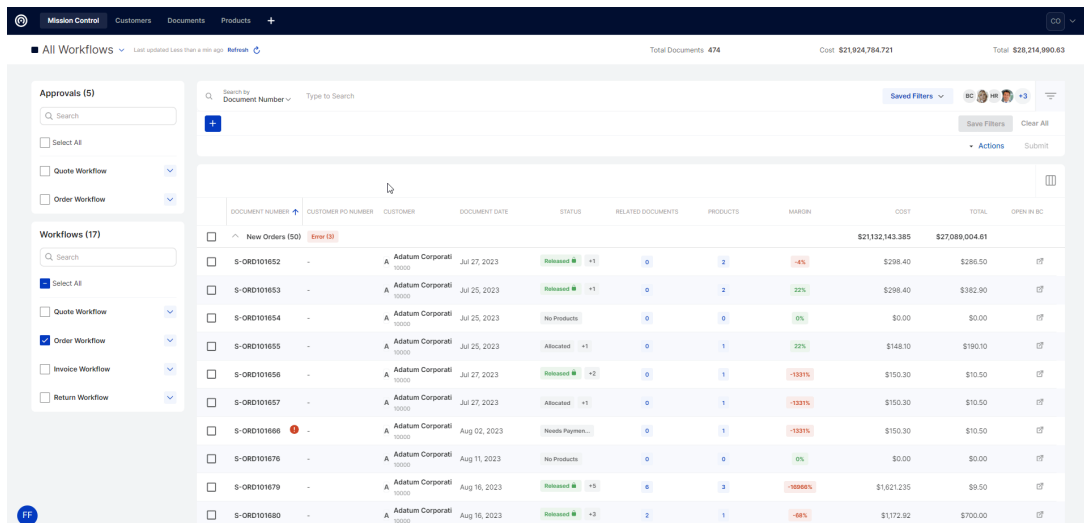 Mission Control Customers Documents Products +
CO
All Workflows Last updated Less than a min ago Refresh
Total Documents 474 Cost $21,924,784.721 Total $28,214,990.63
Approvals (5)
Search
Select All
Quote Workflow
Order Workflow
Workflows (17)
Search
Select All
Quote Workflow
Order Workflow
Invoice Workflow
Return Workflow
Search by
Document Number Type to Search
Saved Filters BC HR +3
+
Save Filters Clear All
Actions Submit
DOCUMENT NUMBER CUSTOMER PO NUMBER CUSTOMER DOCUMENT DATE STATUS RELATED DOCUMENTS PRODUCTS MARGIN COST TOTAL OPEN IN BC
New Orders (50) Error (3) $21,132,143.385 $27,089,004.61
S-ORD101652 - A Adatum Corporati Jul 27, 2023 Released +1 0 2 -4% $298.40 $286.50
10000
S-ORD101653 - A Adatum Corporati Jul 25, 2023 Released +1 0 2 22% $298.40 $382.90
10000
S-ORD101654 - A Adatum Corporati Jul 25, 2023 No Products 0 0 0% $0.00 $0.00
10000
S-ORD101655 - A Adatum Corporati Jul 25, 2023 Allocated +1 0 1 22% $148.10 $190.10
10000
S-ORD101656 - A Adatum Corporati Jul 27, 2023 Released +2 0 1 -1331% $150.30 $10.50
10000
S-ORD101657 - A Adatum Corporati Jul 27, 2023 Allocated +1 0 1 -1331% $150.30 $10.50
10000
S-ORD101666 - A Adatum Corporati Aug 02, 2023 Needs Paymen... 0 1 -1331% $150.30 $10.50
10000
S-ORD101676 - A Adatum Corporati Aug 11, 2023 No Products 0 0 0% $0.00 $0.00
10000
S-ORD101679 - A Adatum Corporati Aug 16, 2023 Released +5 6 3 -16966% $1,621.235 $9.50
10000
S-ORD101680 - A Adatum Corporati Aug 16, 2023 Released +3 2 1 -68% $1,172.92 $700.00
10000
FF